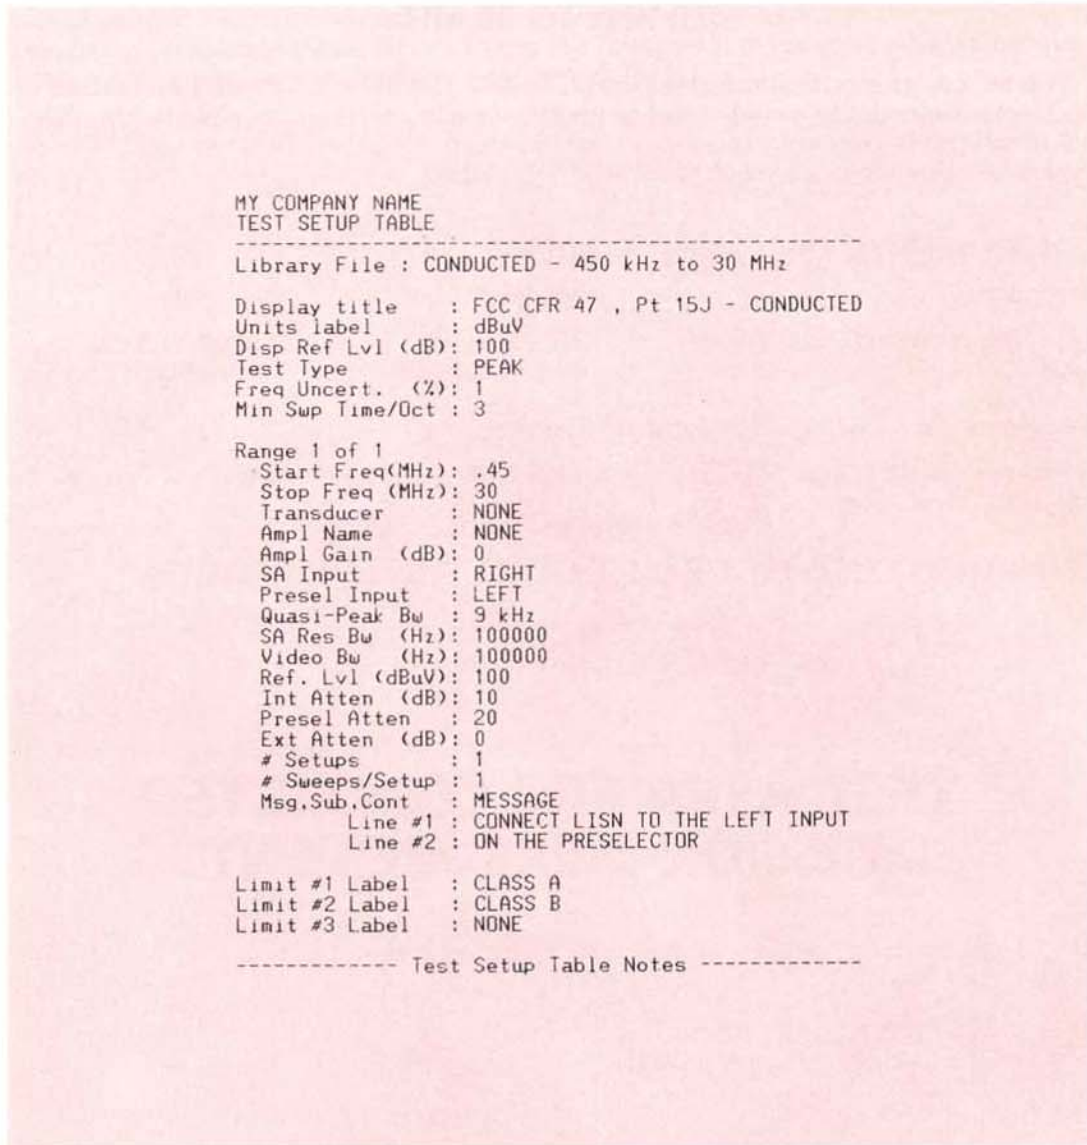 MY COMPANY NAME
TEST SETUP TABLE
--------------------------------------------------
Library File : CONDUCTED - 450 kHz to 30 MHz
Display title : FCC CFR 47 , Pt 15J - CONDUCTED
Units label : dBuV
Disp Ref Lvl (dB): 100
Test Type : PEAK
Freq Uncert. (%): 1
Min Swp Time/Oct : 3
Range 1 of 1
Start Freq(MHz): .45
Stop Freq (MHz): 30
Transducer : NONE
Ampl Name : NONE
Ampl Gain (dB): 0
SA Input : RIGHT
Presel Input : LEFT
Quasi-Peak Bw : 9 kHz
SA Res Bw (Hz): 100000
Video Bw (Hz): 100000
Ref. Lvl (dBuV): 100
Int Atten (dB): 10
Presel Atten : 20
Ext Atten (dB): 0
# Setups : 1
# Sweeps/Setup : 1
Msg,Sub,Cont : MESSAGE
Line #1 : CONNECT LISN TO THE LEFT INPUT
Line #2 : ON THE PRESELECTOR
Limit #1 Label : CLASS A
Limit #2 Label : CLASS B
Limit #3 Label : NONE
------------- Test Setup Table Notes -------------